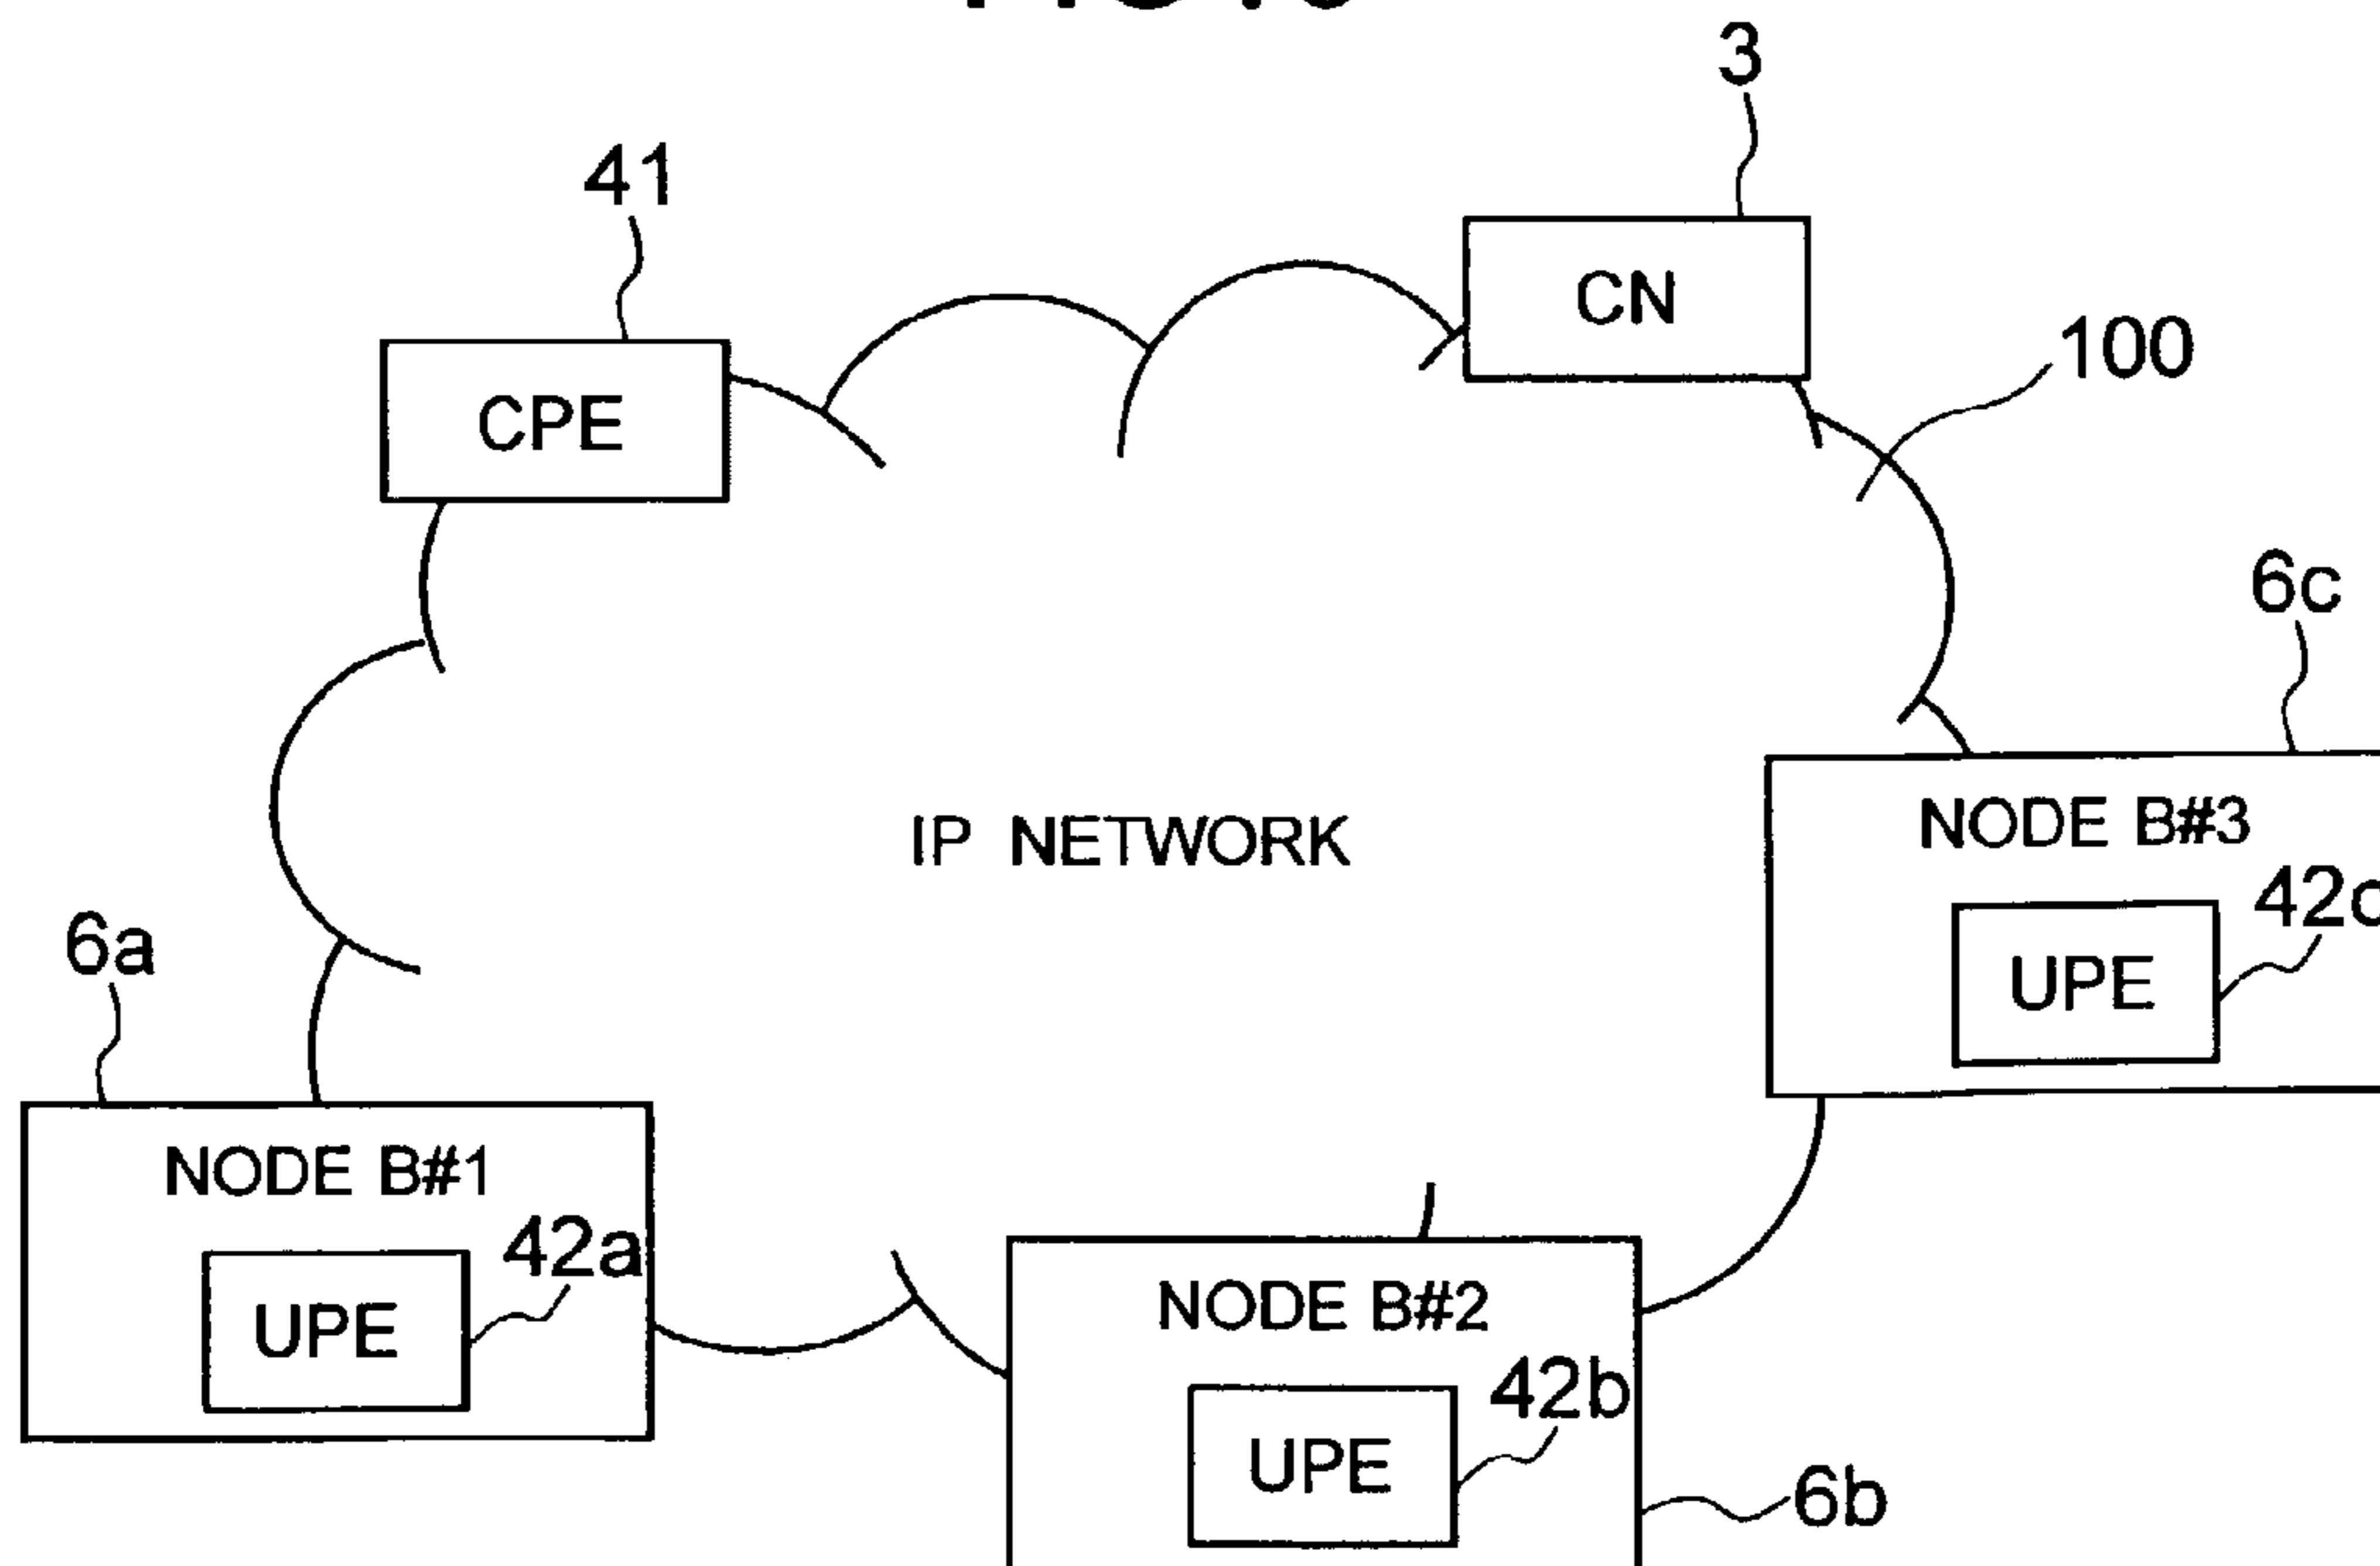 3
41
CN
100
CPE
6c
NODE B#3
IP NETWORK
42c
6a
UPE
NODE B#1
42a
NODE B#2
UPE
42b
UPE
6b